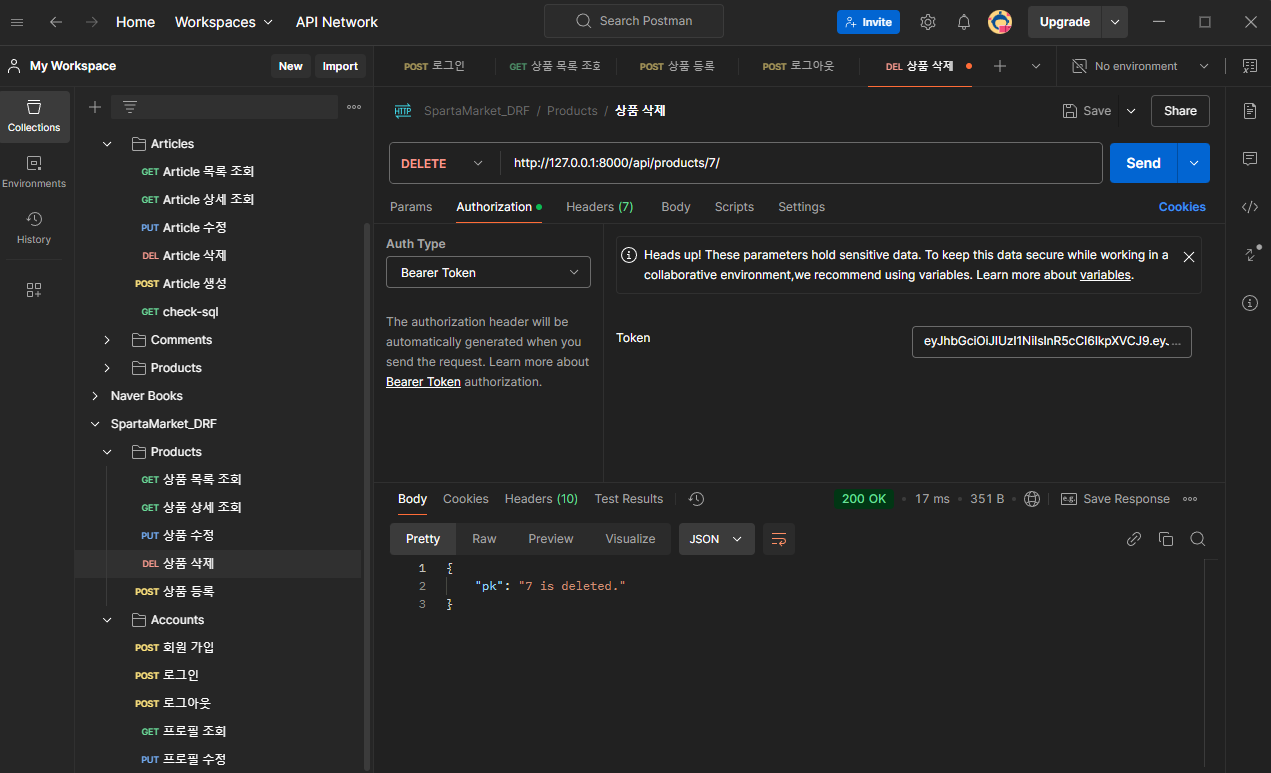 Home Workspaces API Network Search Postman Invite Upgrade
My Workspace New Import
POST 로그인 GET 상품 목록 조회 POST 상품 등록 POST 로그아웃 DEL 상품 삭제 No environment
Collections
Environments
History
Articles
GET Article 목록 조회
GET Article 상세 조회
PUT Article 수정
DEL Article 삭제
POST Article 생성
GET check-sql
Comments
Products
Naver Books
SpartaMarket_DRF
Products
GET 상품 목록 조회
GET 상품 상세 조회
PUT 상품 수정
DEL 상품 삭제
POST 상품 등록
Accounts
POST 회원 가입
POST 로그인
POST 로그아웃
GET 프로필 조회
PUT 프로필 수정
HTTP SpartaMarket_DRF / Products / 상품 삭제 Save Share
DELETE http://127.0.0.1:8000/api/products/7/ Send
Params Authorization Headers (7) Body Scripts Settings Cookies
Auth Type
Bearer Token
The authorization header will be
automatically generated when you
send the request. Learn more about
Bearer Token authorization.
Heads up! These parameters hold sensitive data. To keep this data secure while working in a
collaborative environment,we recommend using variables. Learn more about variables.
Token eyJhbGciOiJIUzI1NiIsInR5cCI6IkpXVCJ9.eyJ...
Body Cookies Headers (10) Test Results 200 OK 17 ms 351 B e.g. Save Response
Pretty Raw Preview Visualize JSON
1 {
2 "pk": "7 is deleted."
3 }